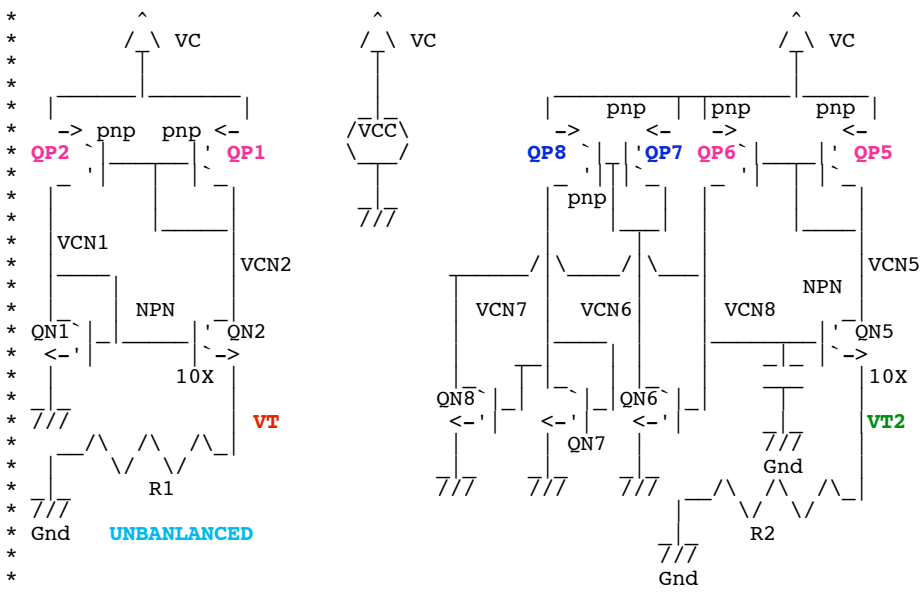 VC VC VC
pnp pnp pnp
pnp pnp VCC
QP2 QP1 QP8 QP7 QP6 QP5
pnp
VCN1
VCN2 VCN5
NPN
NPN VCN7 VCN6 VCN8
QN1 QN2 QN5
10X 10X
QN8 QN6
VT VT2
QN7
Gnd
R1
Gnd UNBANLANCED R2
Gnd